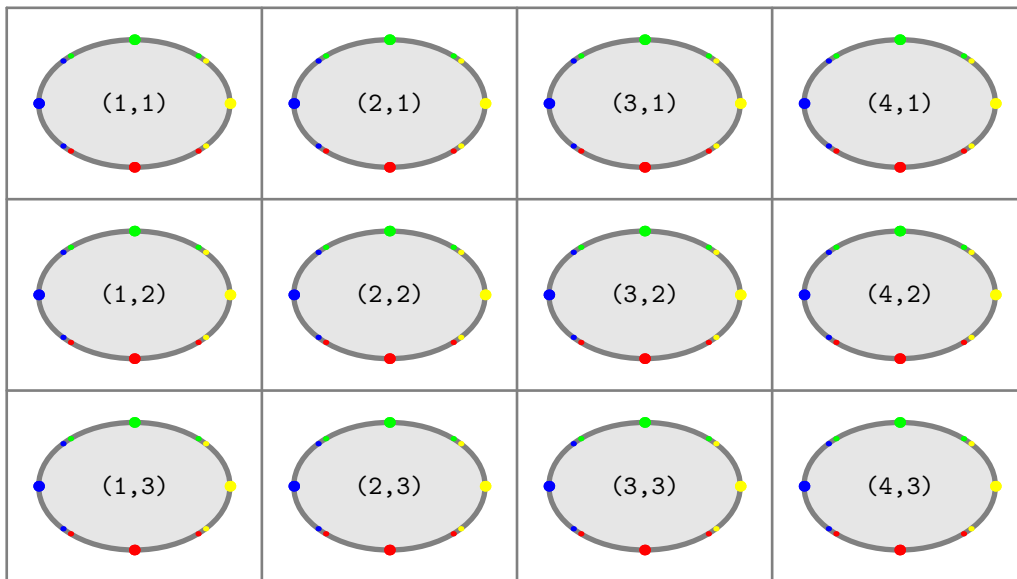 (1,1) (2,1) (3,1) (4,1)
(1,2) (2,2) (3,2) (4,2)
(1,3) (2,3) (3,3) (4,3)